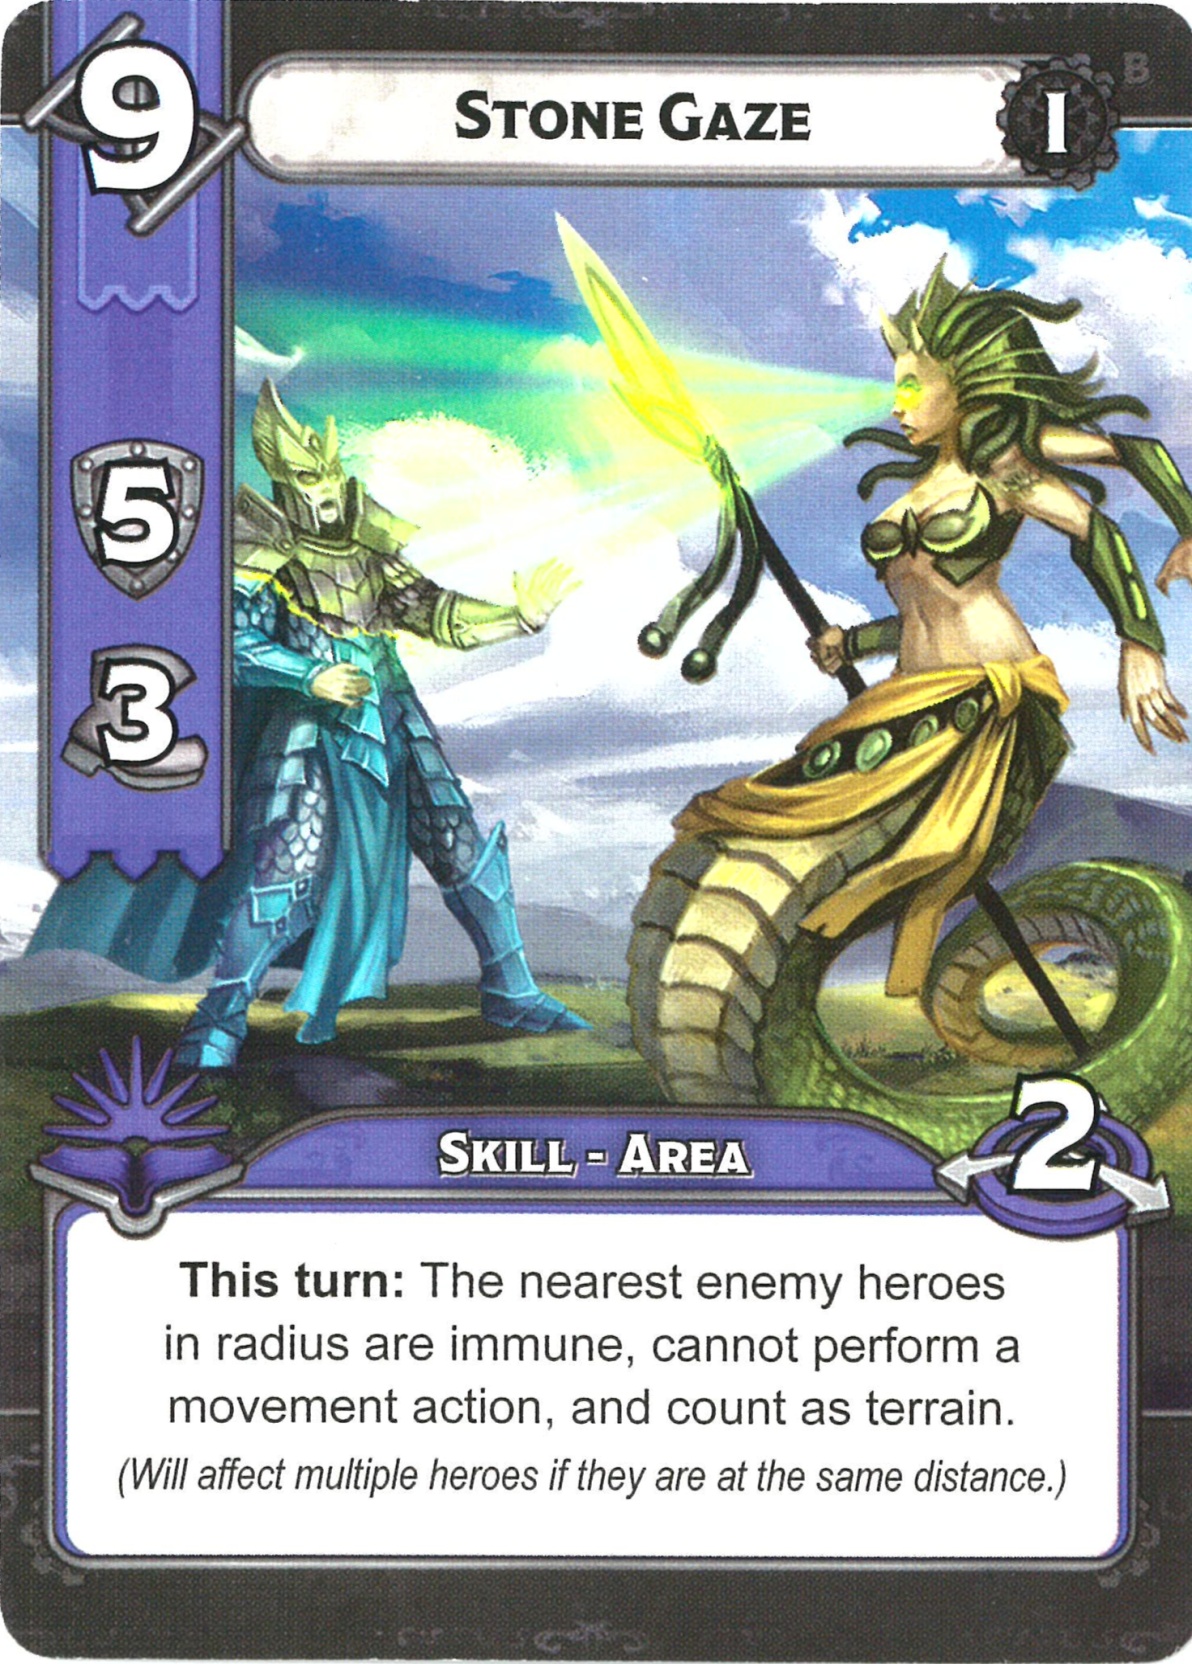 9
STONE GAZE
I
B
5
3
SKILL - AREA
2
This turn: The nearest enemy heroes
in radius are immune, cannot perform a
movement action, and count as terrain.
(Will affect multiple heroes if they are at the same distance.)